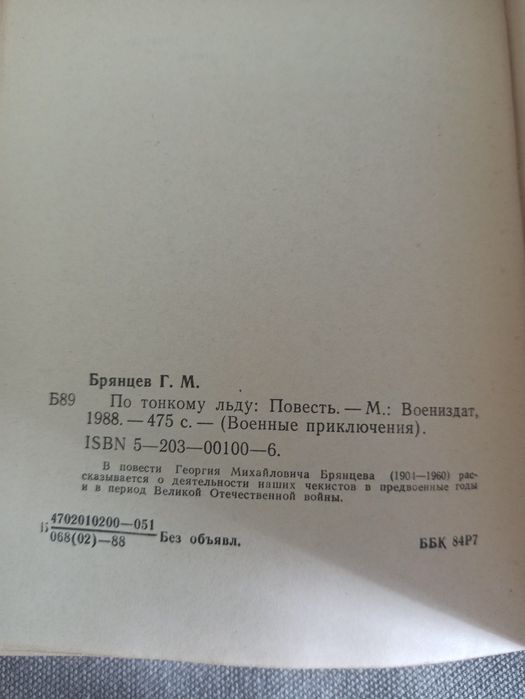 Брянцев Г. М.
Б89 По тонкому льду: Повесть. — М.: Воениздат,
1988. — 475 с. — (Военные приключения).
ISBN 5—203—00100—6.
В повести Георгия Михайловича Брянцева (1904—1960) рас-
сказывается о деятельности наших чекистов в предвоенные годы
и в период Великой Отечественной войны.
Б 4702010200—051
068(02)—88 Без объявл.
ББК 84Р7